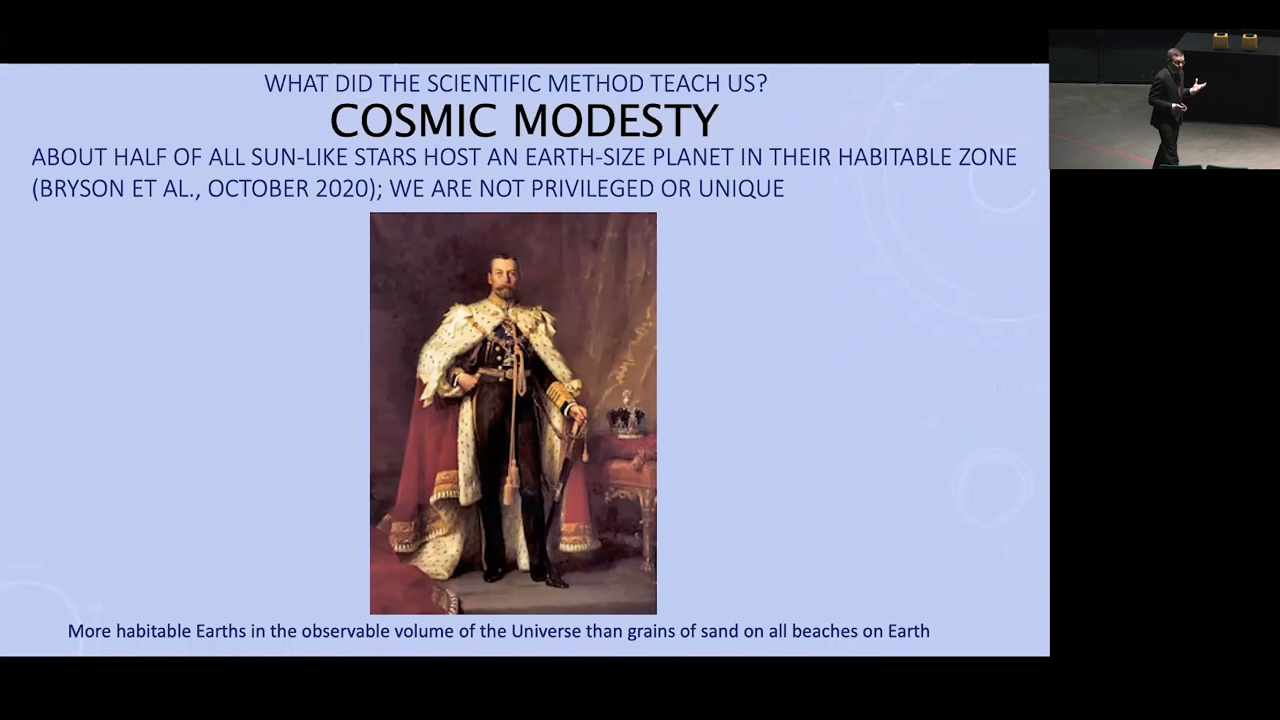 WHAT DID THE SCIENTIFIC METHOD TEACH US?
COSMIC MODESTY
ABOUT HALF OF ALL SUN-LIKE STARS HOST AN EARTH-SIZE PLANET IN THEIR HABITABLE ZONE
(BRYSON ET AL., OCTOBER 2020); WE ARE NOT PRIVILEGED OR UNIQUE
More habitable Earths in the observable volume of the Universe than grains of sand on all beaches on Earth